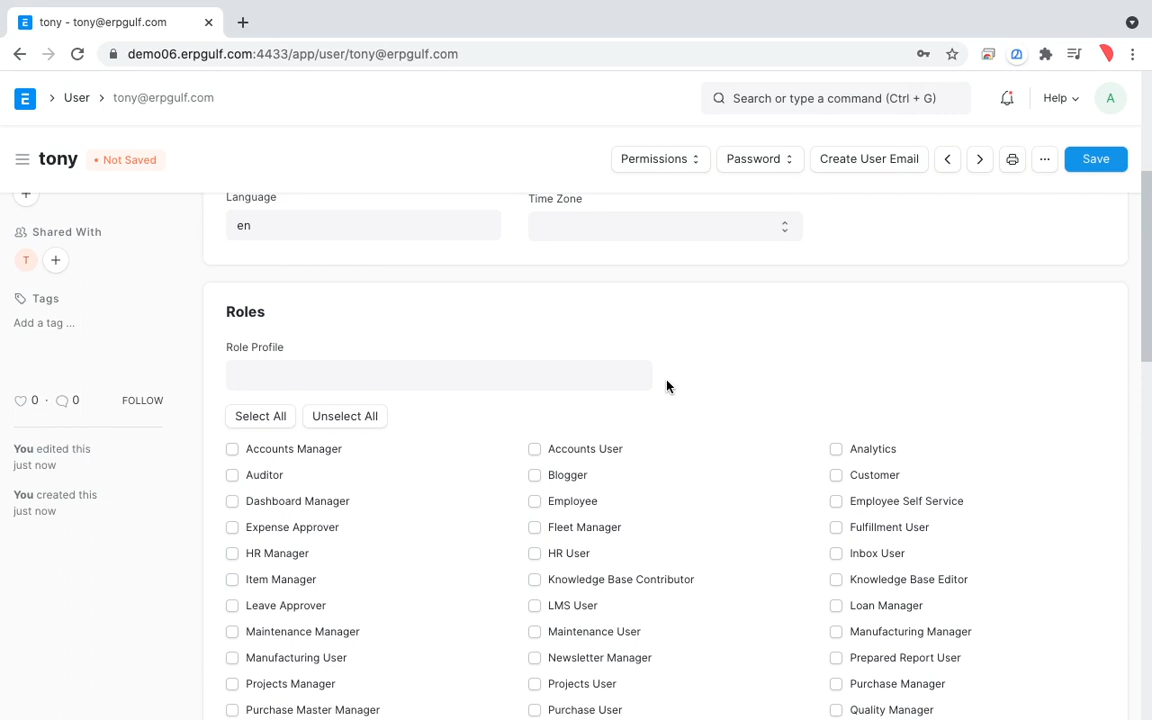 tony - tony@erpgulf.com
demo06.erpgulf.com:4433/app/user/tony@erpgulf.com
E > User > tony@erpgulf.com Search or type a command (Ctrl + G) Help A
tony • Not Saved Permissions Password Create User Email ... Save
Language Time Zone
en
Shared With
T
Tags
Add a tag ...
0 · 0 FOLLOW
You edited this
just now
You created this
just now
Roles
Role Profile
Select All Unselect All
Accounts Manager Accounts User Analytics
Auditor Blogger Customer
Dashboard Manager Employee Employee Self Service
Expense Approver Fleet Manager Fulfillment User
HR Manager HR User Inbox User
Item Manager Knowledge Base Contributor Knowledge Base Editor
Leave Approver LMS User Loan Manager
Maintenance Manager Maintenance User Manufacturing Manager
Manufacturing User Newsletter Manager Prepared Report User
Projects Manager Projects User Purchase Manager
Purchase Master Manager Purchase User Quality Manager